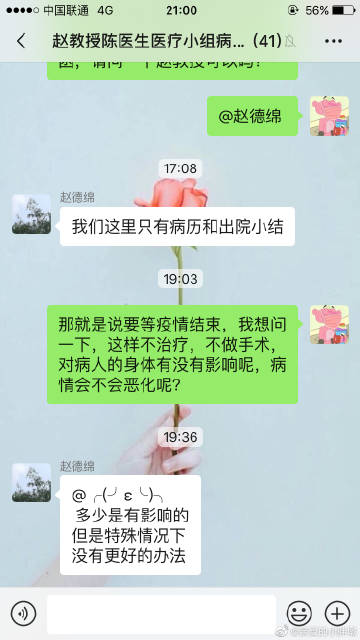 中国联通 4G 21:00 56%
赵教授陈医生医疗小组病... (41)
@赵德绵
17:08
赵德绵
我们这里只有病历和出院小结
19:03
那就是说要等疫情结束，我想问
一下，这样不治疗，不做手术，
对病人的身体有没有影响呢，病
情会不会恶化呢？
19:36
赵德绵
@╭(╯ε╰)╮
多少是有影响的
但是特殊情况下
没有更好的办法